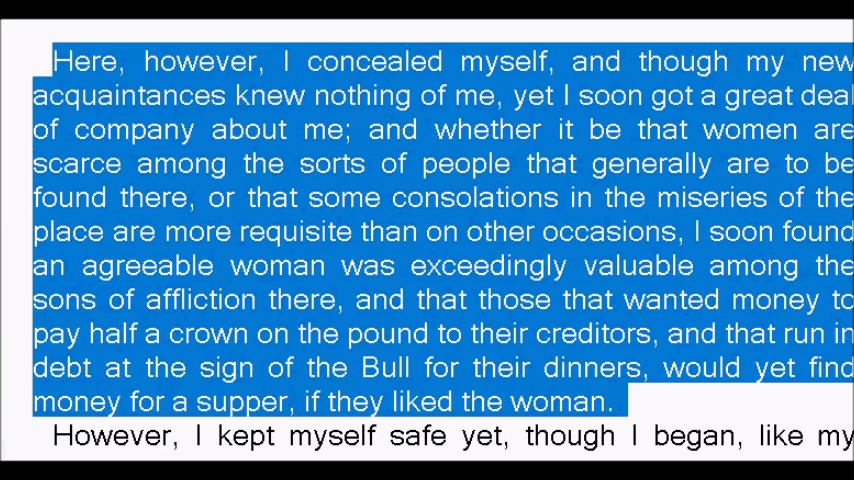 Here, however, I concealed myself, and though my new
acquaintances knew nothing of me, yet I soon got a great deal
of company about me; and whether it be that women are
scarce among the sorts of people that generally are to be
found there, or that some consolations in the miseries of the
place are more requisite than on other occasions, I soon found
an agreeable woman was exceedingly valuable among the
sons of affliction there, and that those that wanted money to
pay half a crown on the pound to their creditors, and that run in
debt at the sign of the Bull for their dinners, would yet find
money for a supper, if they liked the woman.
However, I kept myself safe yet, though I began, like my